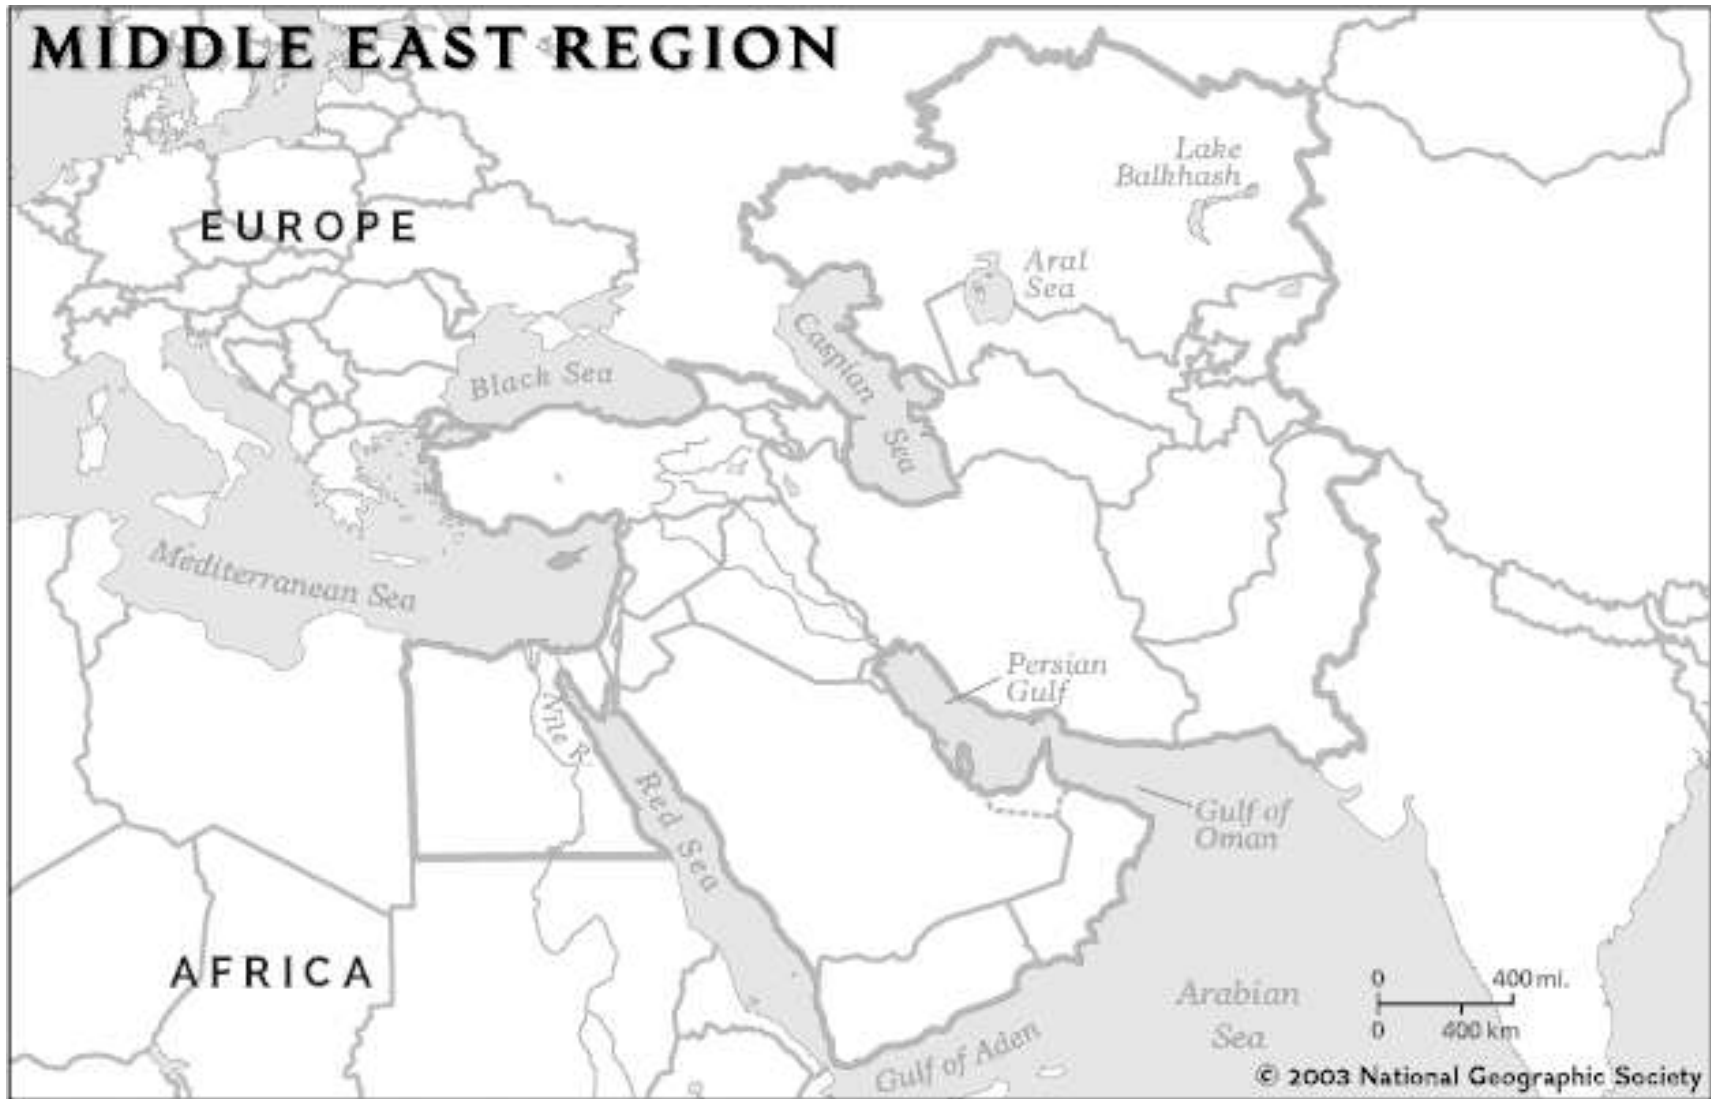 MIDDLE EAST REGION
Lake
Balkhash
EUROPE
Aral
Sea
Caspian
Sea
Black Sea
Mediterranean Sea
Persian
Gulf
Nile R.
Red Sea
Gulf of
Oman
AFRICA
Arabian
Sea
0 400 mi.
0 400 km
Gulf of Aden
© 2003 National Geographic Society